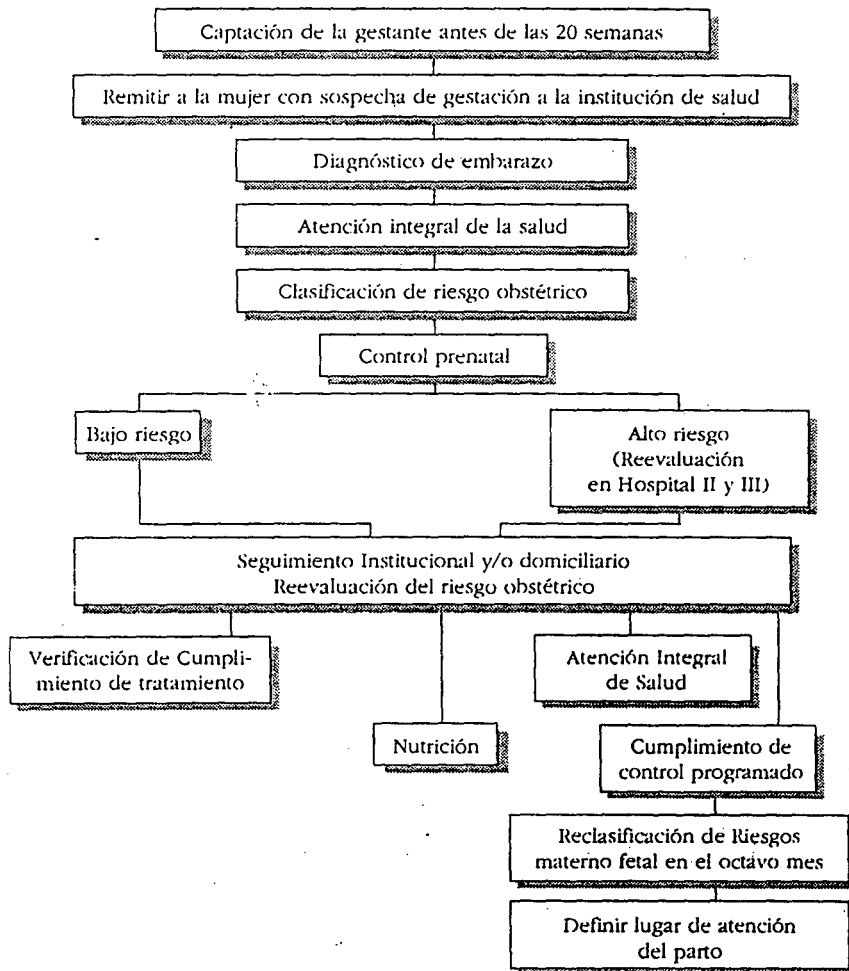 Captación de la gestante antes de las 20 semanas
Remitir a la mujer con sospecha de gestación a la institución de salud
Diagnóstico de embarazo
Atención integral de la salud
Clasificación de riesgo obstétrico
Control prenatal
Bajo riesgo
Alto riesgo
(Reevaluación
en Hospital II y III)
Seguimiento Institucional y/o domiciliario
Reevaluación del riesgo obstétrico
Verificación de Cumpli-
miento de tratamiento
Nutrición
Atención Integral
de Salud
Cumplimiento de
control programado
Reclasificación de Riesgos
materno fetal en el octavo mes
Definir lugar de atención
del parto